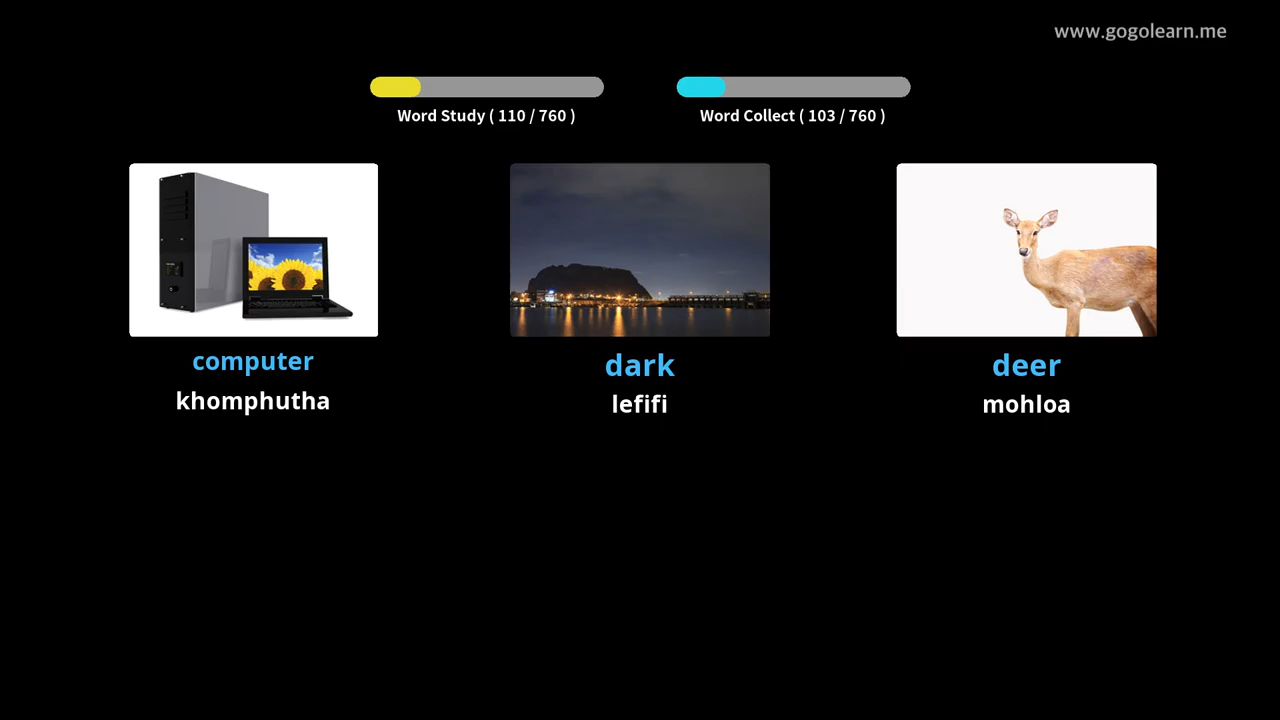 www.gogolearn.me
Word Study ( 110 / 760 )
Word Collect ( 103 / 760 )
computer
dark
deer
khomphutha
lefifi
mohloa